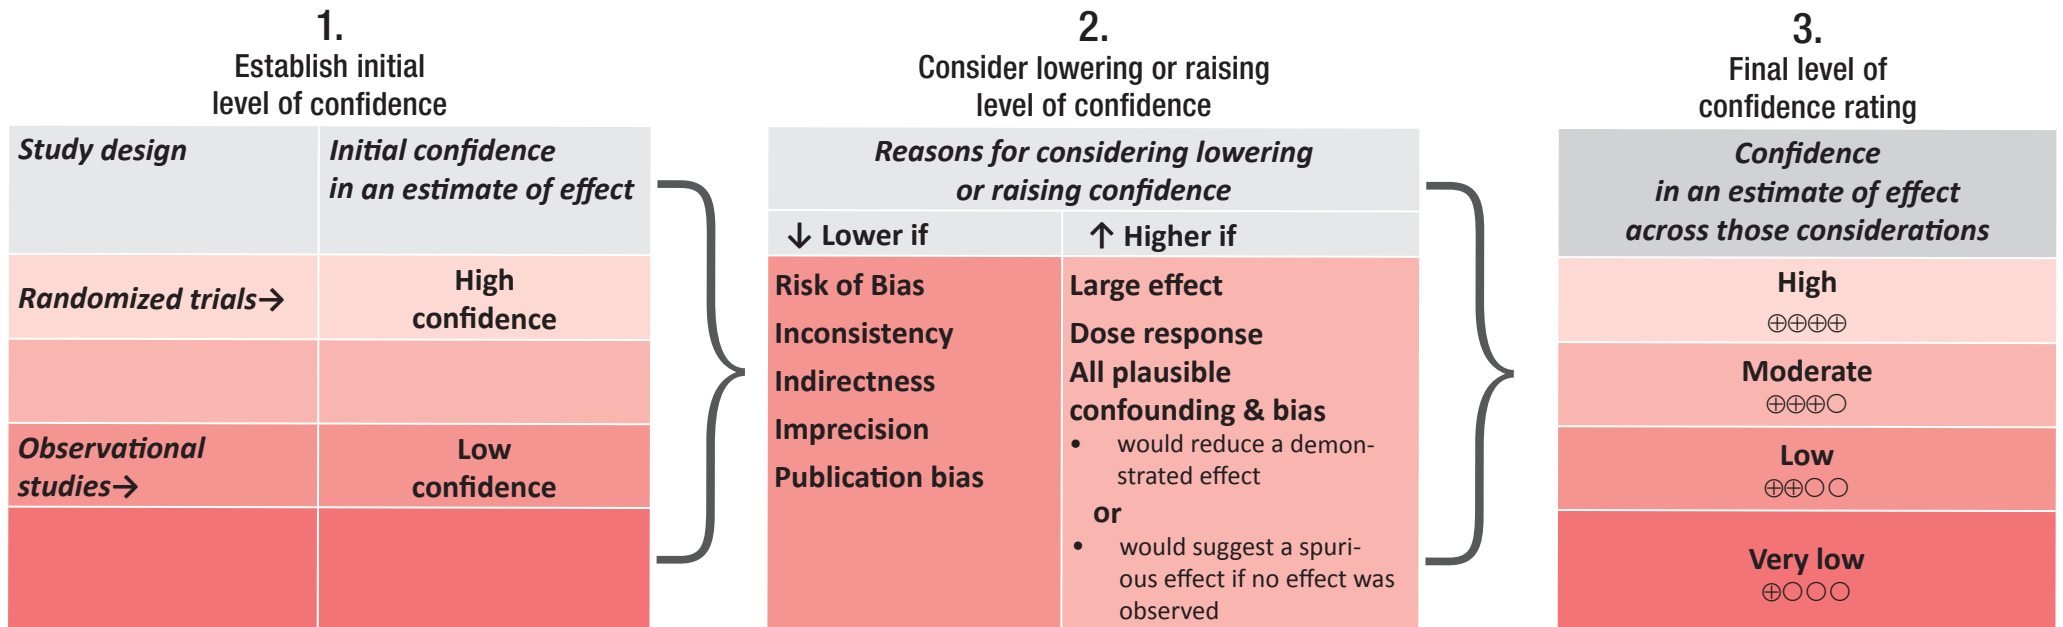 1.
Establish initial
level of confidence
Study design
Initial confidence
in an estimate of effect
Randomized trials→
High
confidence
Observational
studies→
Low
confidence
2.
Consider lowering or raising
level of confidence
Reasons for considering lowering
or raising confidence
↓ Lower if
↑ Higher if
Risk of Bias
Inconsistency
Indirectness
Imprecision
Publication bias
Large effect
Dose response
All plausible
confounding & bias
• would reduce a demon-
strated effect
or
• would suggest a spuri-
ous effect if no effect was
observed
3.
Final level of
confidence rating
Confidence
in an estimate of effect
across those considerations
High
⊕⊕⊕⊕
Moderate
⊕⊕⊕○
Low
⊕⊕○○
Very low
⊕○○○